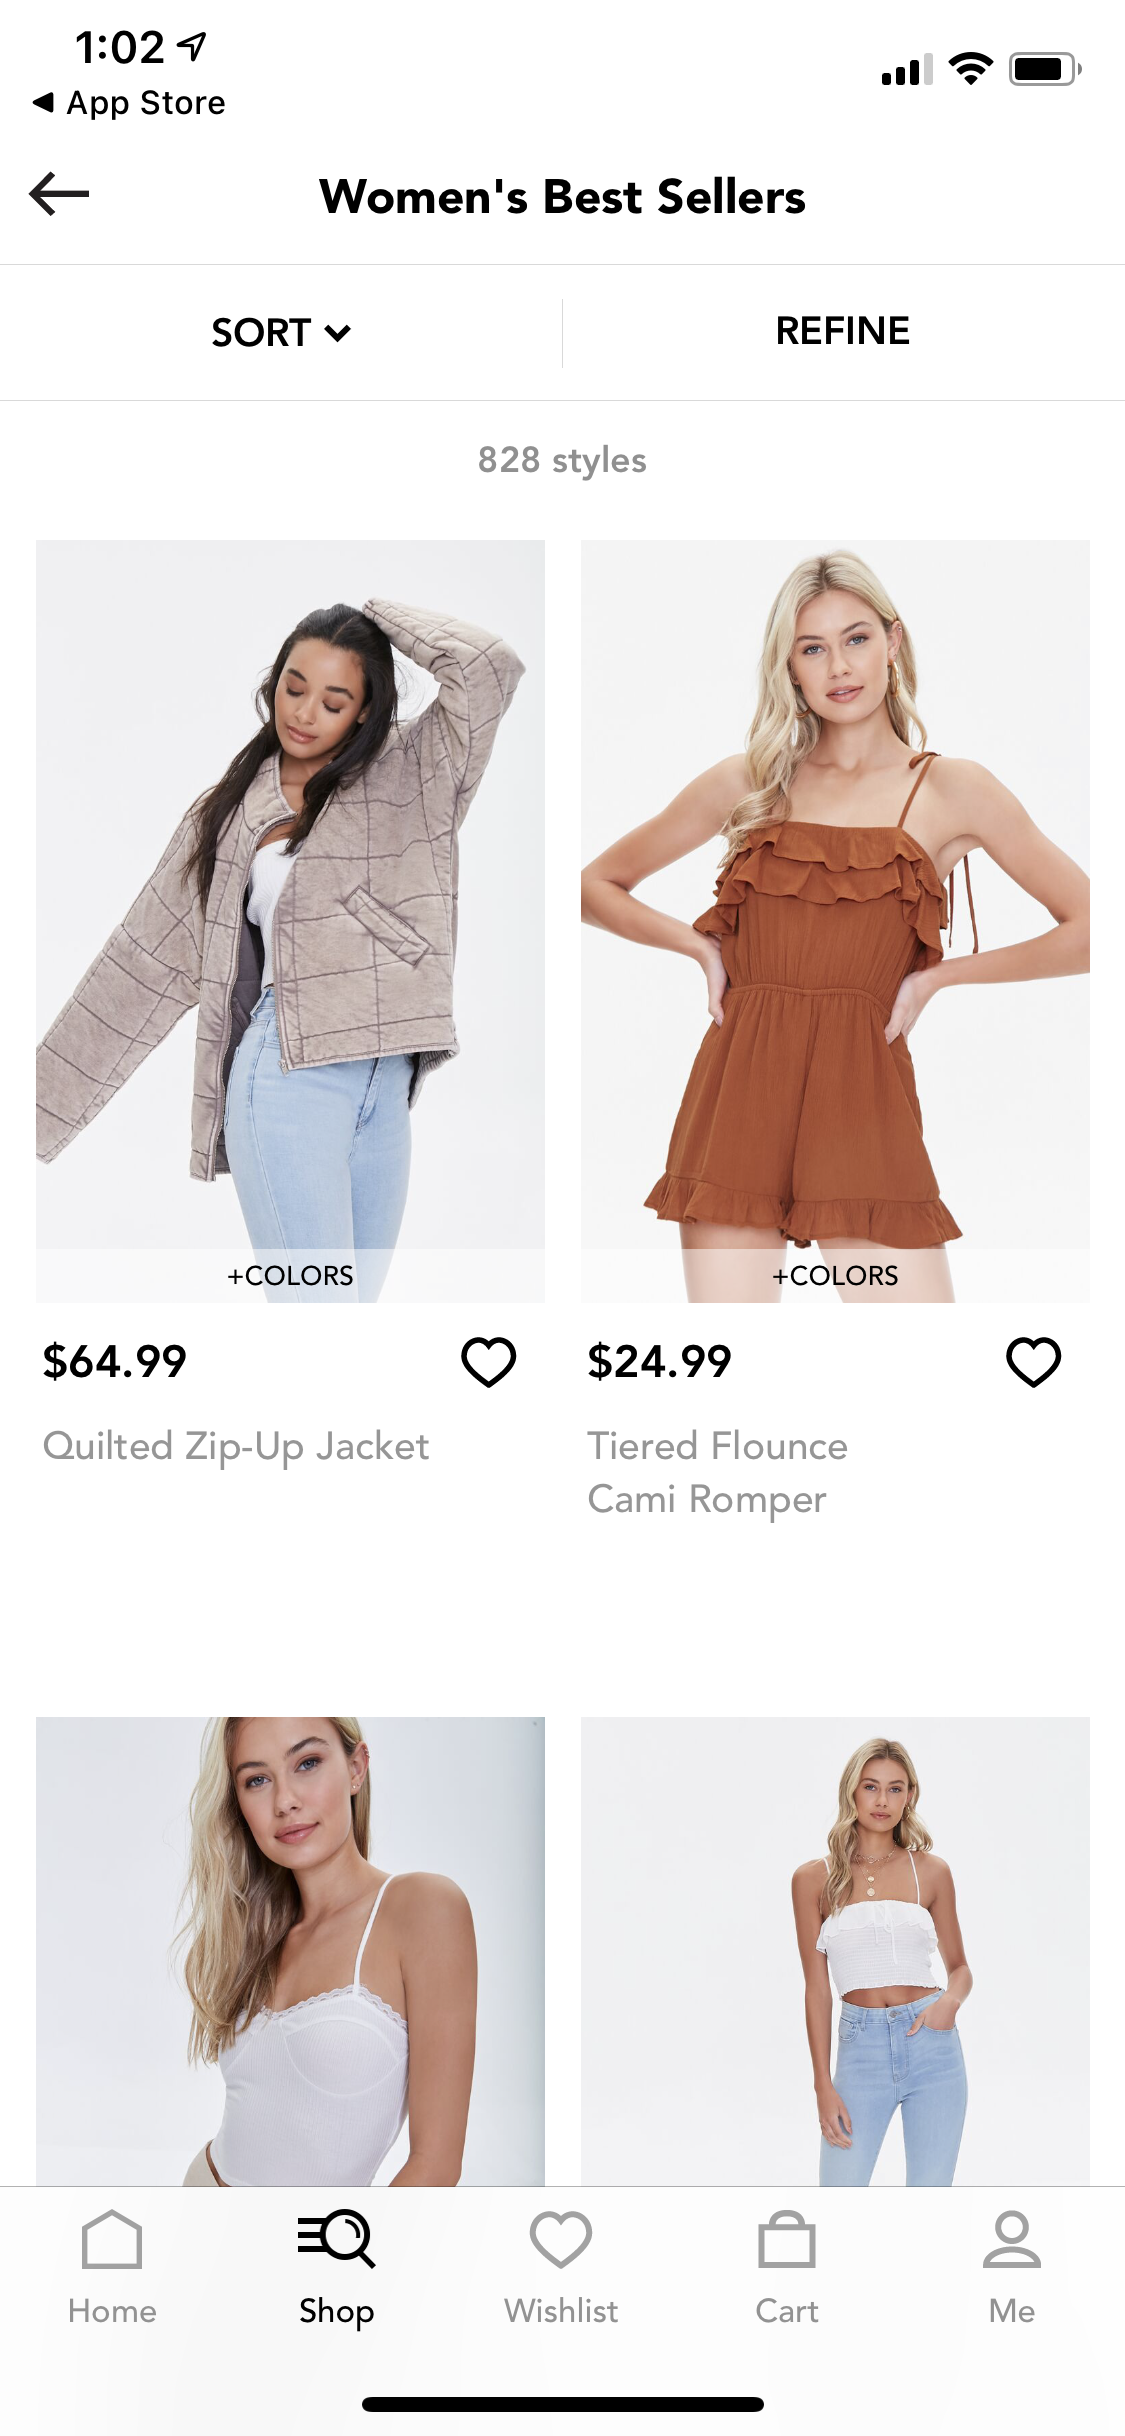 1:02
App Store
Women's Best Sellers
SORT
REFINE
828 styles
+COLORS
+COLORS
$64.99
$24.99
Quilted Zip-Up Jacket
Tiered Flounce
Cami Romper
Home
Shop
Wishlist
Cart
Me